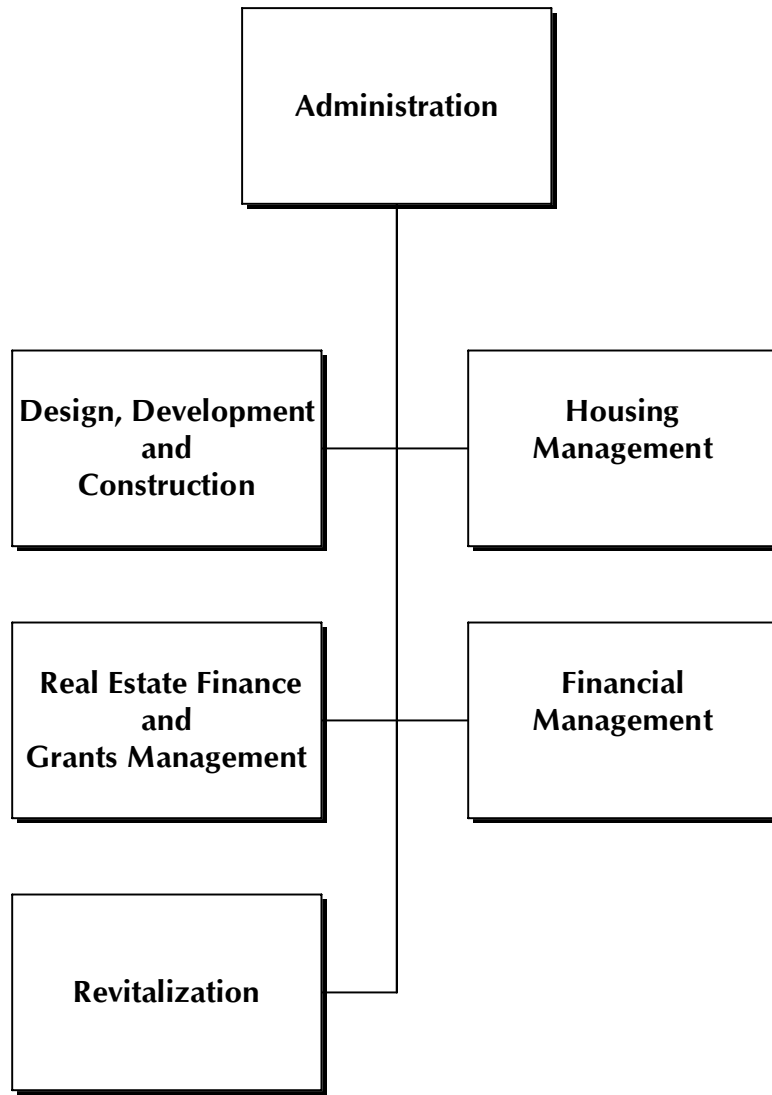 Administration
Design, Development
and
Construction
Housing
Management
Real Estate Finance
and
Grants Management
Financial
Management
Revitalization